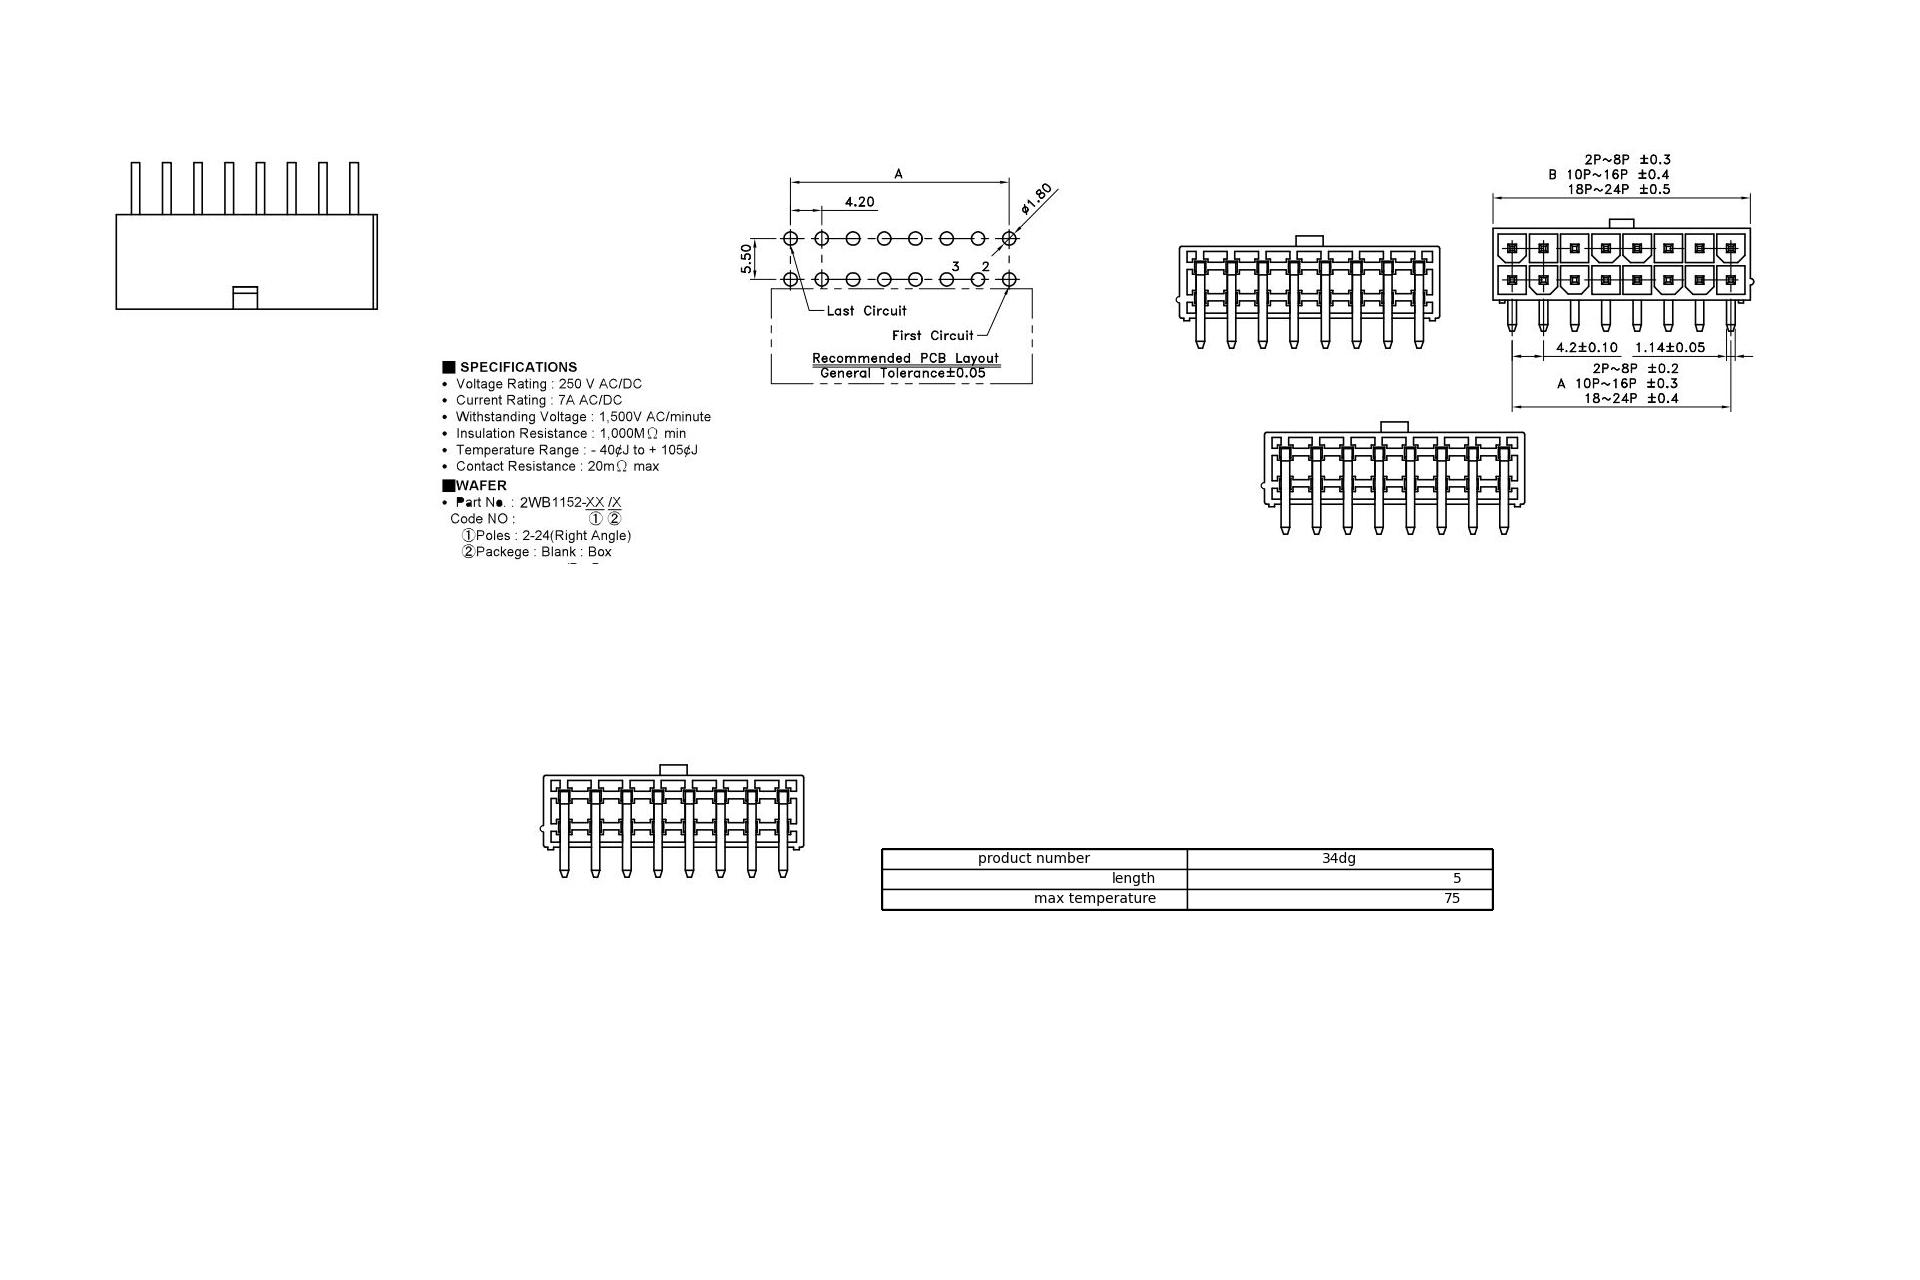 A
4.20
ø1.80
5.50
3
2
Last Circuit
First Circuit
Recommended PCB Layout
General Tolerance±0.05
2P~8P ±0.3
B 10P~16P ±0.4
18P~24P ±0.5
4.2±0.10
1.14±0.05
2P~8P ±0.2
A 10P~16P ±0.3
18~24P ±0.4
■ SPECIFICATIONS
• Voltage Rating : 250 V AC/DC
• Current Rating : 7A AC/DC
• Withstanding Voltage : 1,500V AC/minute
• Insulation Resistance : 1,000MΩ min
• Temperature Range : - 40¢J to + 105¢J
• Contact Resistance : 20mΩ max
■WAFER
• Part No. : 2WB1152-XX /X
Code NO : ① ②
①Poles : 2-24(Right Angle)
②Packege : Blank : Box
product number 34dg
length 5
max temperature 75